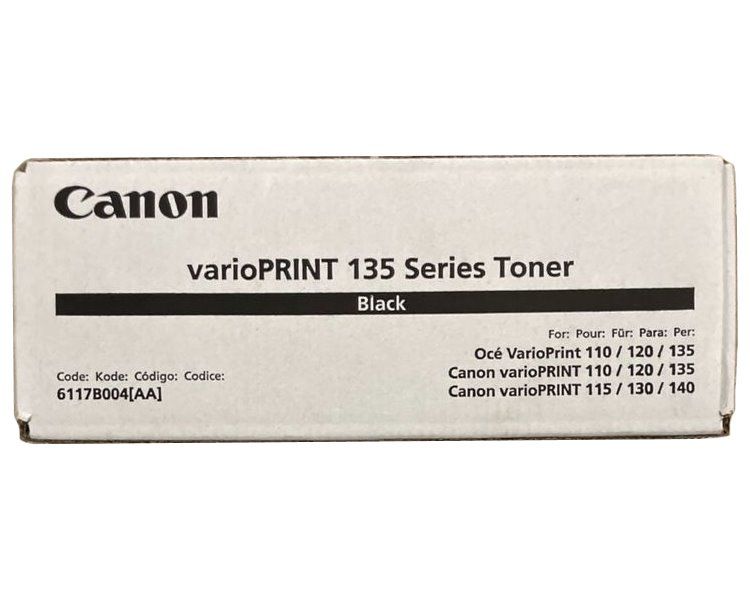 Canon
varioPRINT 135 Series Toner
Black
For: Pour: Für: Para: Per:
Océ VarioPrint 110 / 120 / 135
Canon varioPRINT 110 / 120 / 135
Canon varioPRINT 115 / 130 / 140
Code: Kode: Código: Codice:
6117B004[AA]